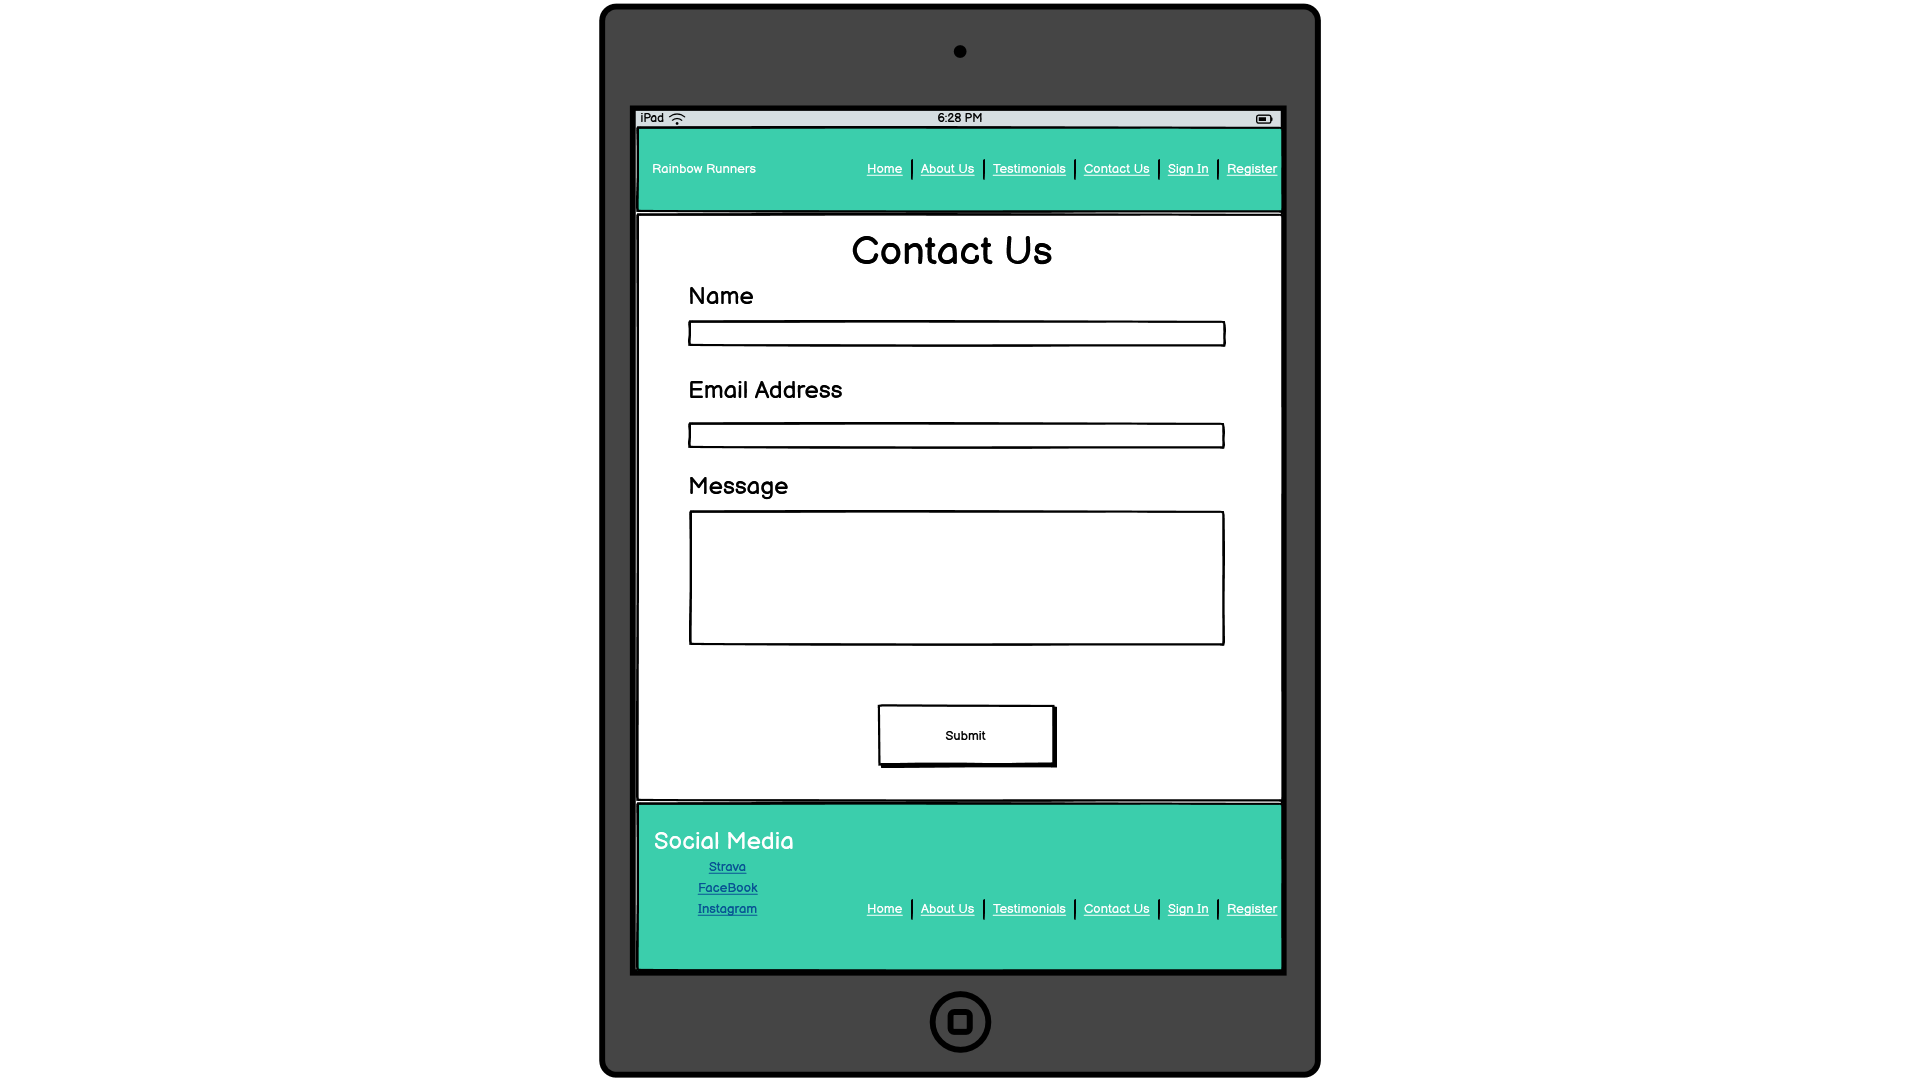 iPad 6:28 PM
Rainbow Runners Home About Us Testimonials Contact Us Sign In Register
Contact Us
Name
Email Address
Message
Submit
Social Media
Strava
FaceBook
Instagram
Home About Us Testimonials Contact Us Sign In Register